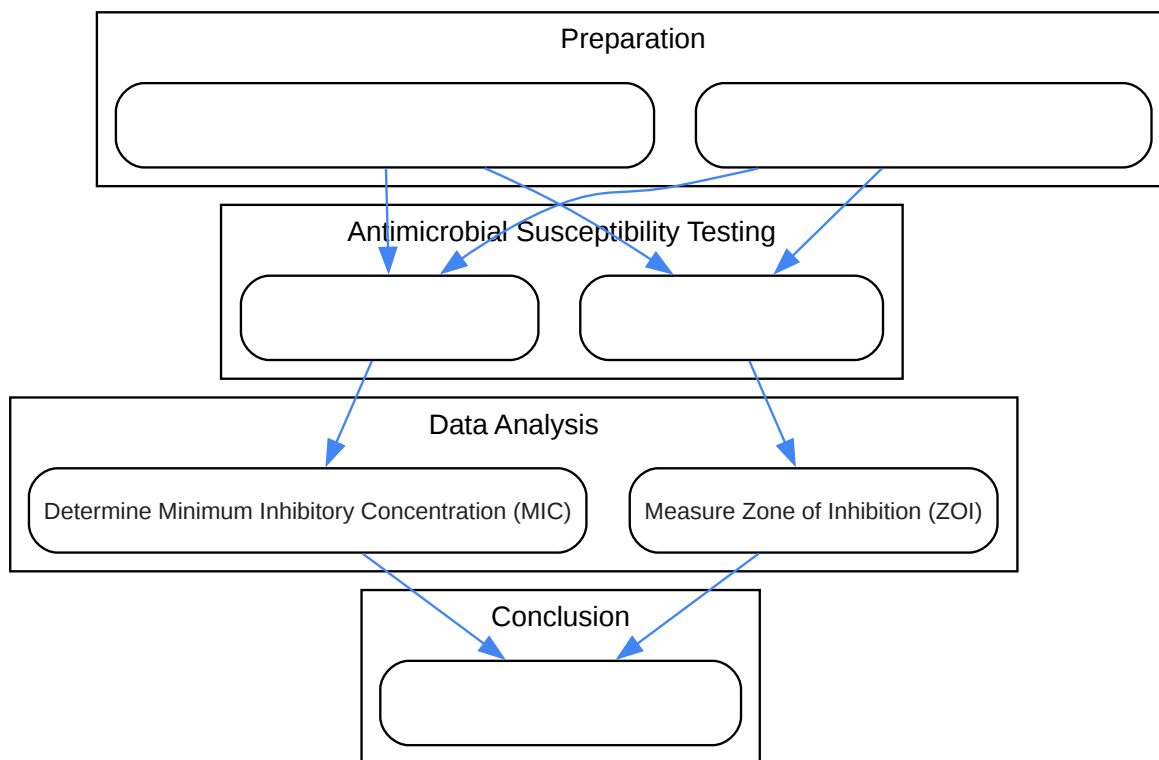 Preparation
Antimicrobial Susceptibility Testing
Data Analysis
Determine Minimum Inhibitory Concentration (MIC)
Measure Zone of Inhibition (ZOI)
Conclusion